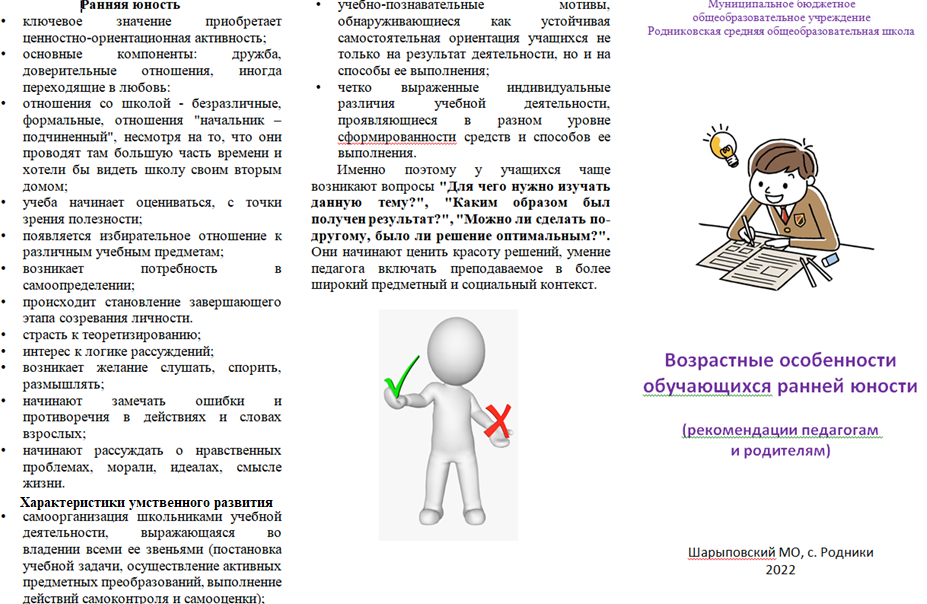 Ранняя юность
• ключевое значение приобретает
ценностно-ориентационная активность;
• основные компоненты: дружба,
доверительные отношения, иногда
переходящие в любовь:
• отношения со школой - безразличные,
формальные, отношения "начальник –
подчиненный", несмотря на то, что они
проводят там большую часть времени и
хотели бы видеть школу своим вторым
домом;
• учеба начинает оцениваться, с точки
зрения полезности;
• появляется избирательное отношение к
различным учебным предметам;
• возникает потребность в
самоопределении;
• происходит становление завершающего
этапа созревания личности.
• страсть к теоретизированию;
• интерес к логике рассуждений;
• возникает желание слушать, спорить,
размышлять;
• начинают замечать ошибки и
противоречия в действиях и словах
взрослых;
• начинают рассуждать о нравственных
проблемах, морали, идеалах, смысле
жизни.
Характеристики умственного развития
• самоорганизация школьниками учебной
деятельности, выражающаяся во
владении всеми ее звеньями (постановка
учебной задачи, осуществление активных
предметных преобразований, выполнение
действий самоконтроля и самооценки);
• учебно-познавательные мотивы,
обнаруживающиеся как устойчивая
самостоятельная ориентация учащихся не
только на результат деятельности, но и на
способы ее выполнения;
• четко выраженные индивидуальные
различия учебной деятельности,
проявляющиеся в разном уровне
сформированности средств и способов ее
выполнения.
Именно поэтому у учащихся чаще
возникают вопросы "Для чего нужно изучать
данную тему?", "Каким образом был
получен результат?", "Можно ли сделать по-
другому, было ли решение оптимальным?".
Они начинают ценить красоту решений, умение
педагога включать преподаваемое в более
широкий предметный и социальный контекст.
Муниципальное бюджетное
общеобразовательное учреждение
Родниковская средняя общеобразовательная школа
Возрастные особенности
обучающихся ранней юности
(рекомендации педагогам
и родителям)
Шарыповский МО, с. Родники
2022